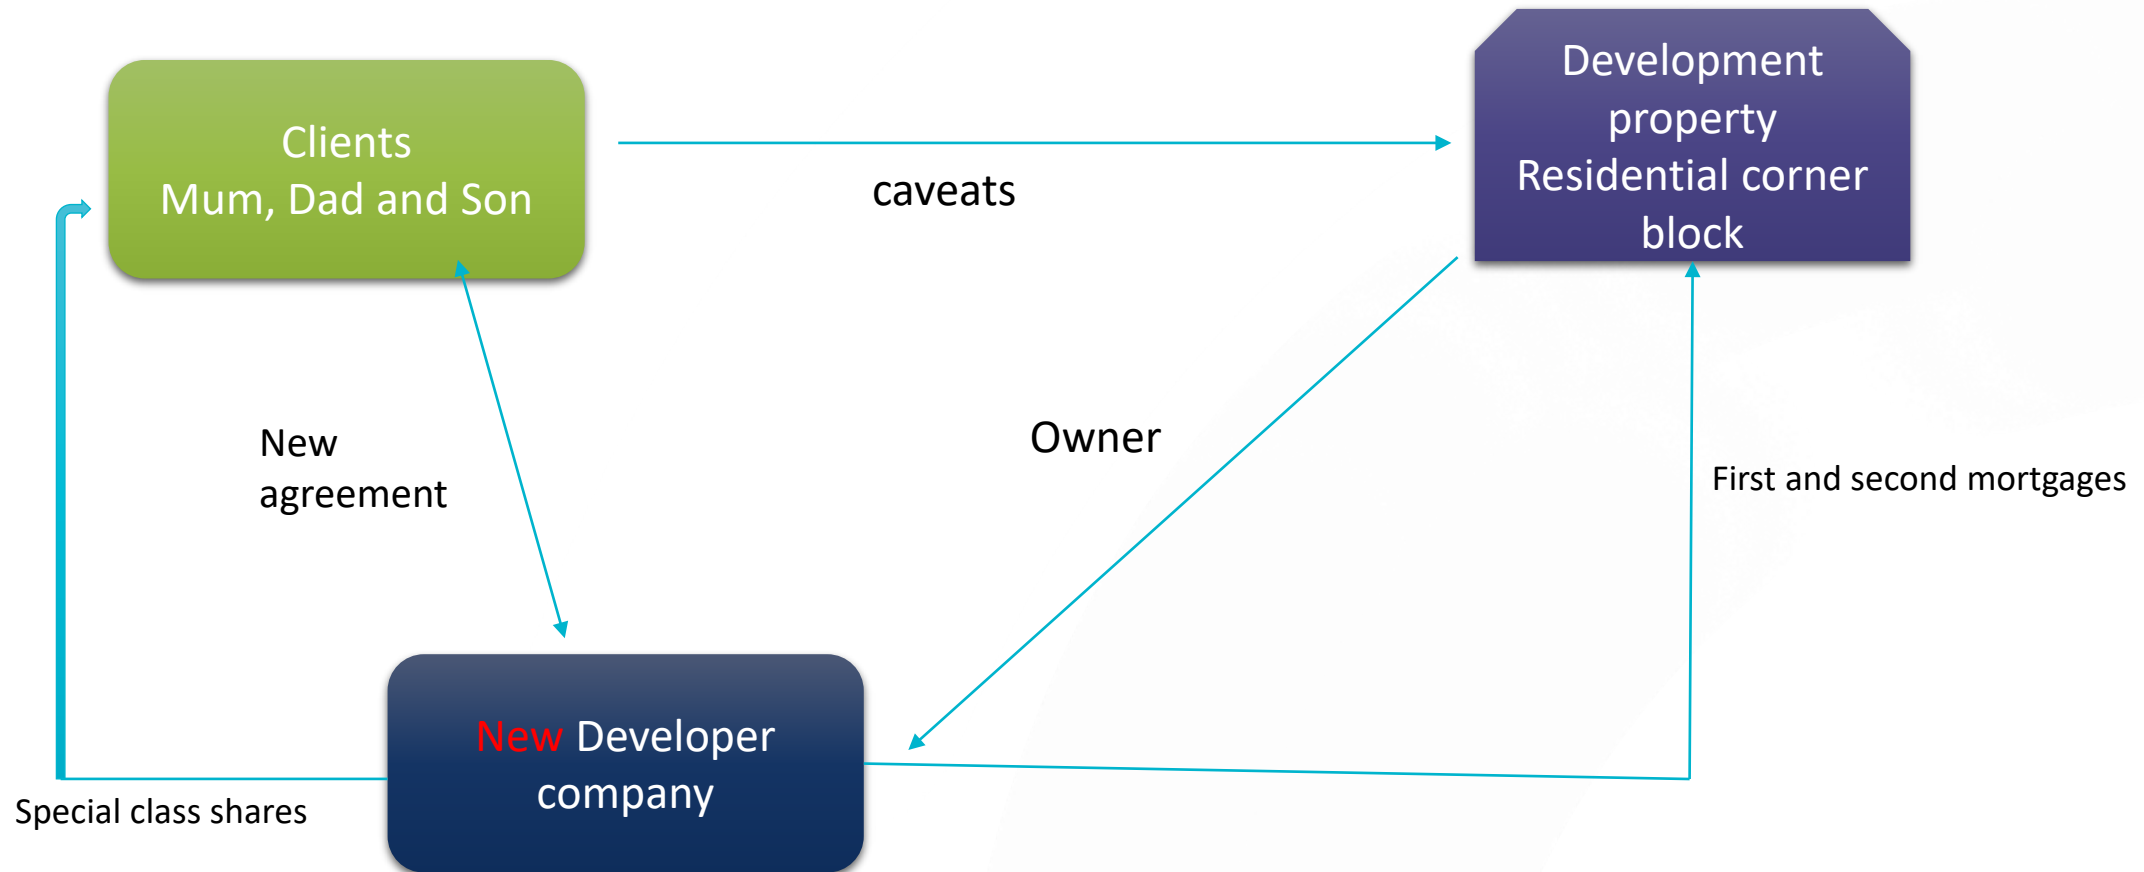 Clients
Mum, Dad and Son
caveats
Development
property
Residential corner
block
New
agreement
Owner
First and second mortgages
New Developer
company
Special class shares